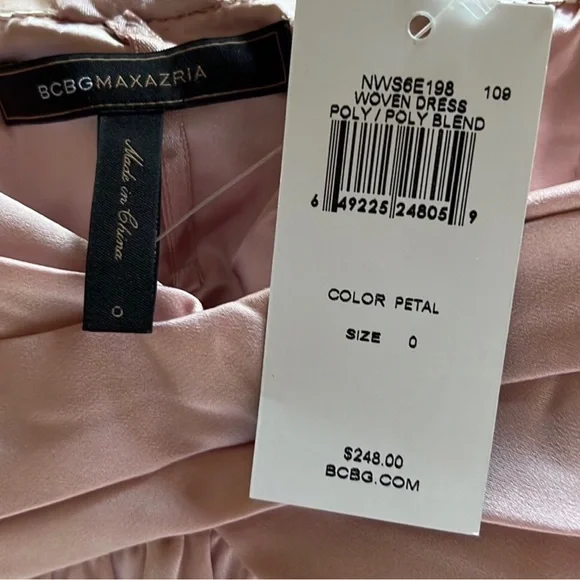 BCBGMAXAZRIA
Made in China
0
NWS6E198 109
WOVEN DRESS
POLY / POLY BLEND
6 49225 24805 9
COLOR PETAL
SIZE 0
$248.00
BCBG.COM